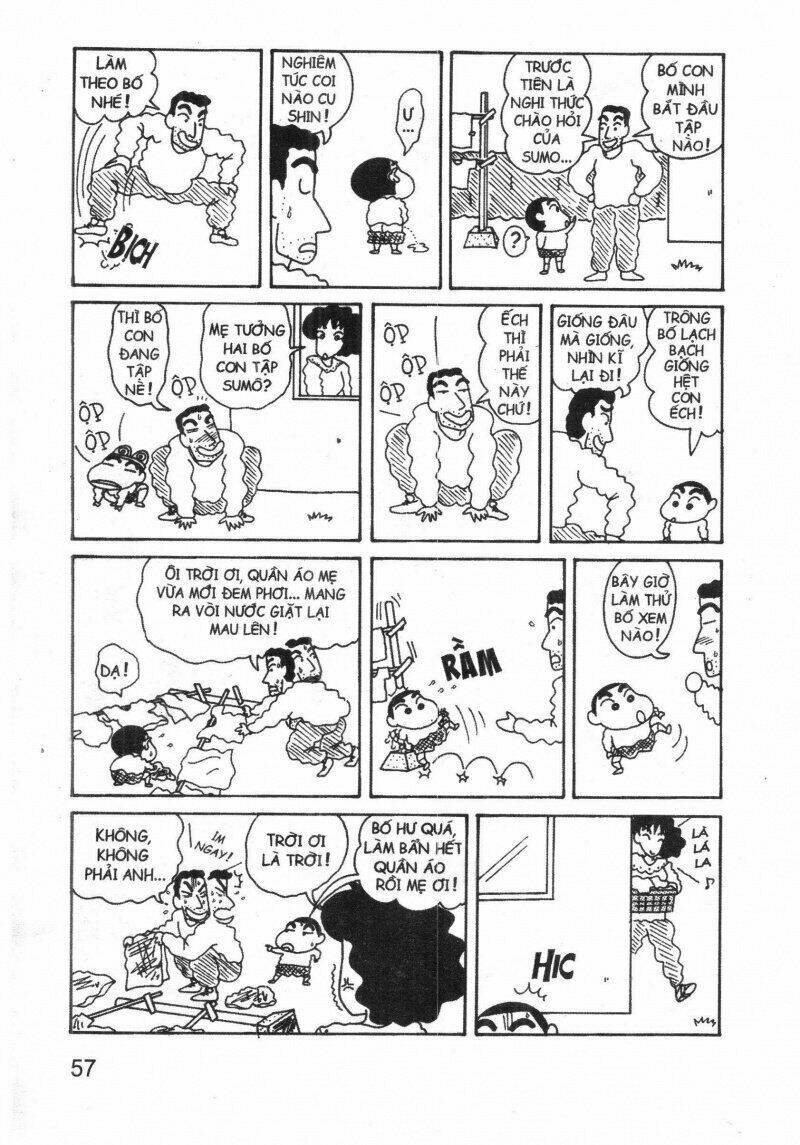 BỐ CON
MÌNH
BẮT ĐẦU
TẬP
NÀO!
TRƯỚC
TIÊN LÀ
NGHI THỨC
CHÀO HỎI
CỦA
SUMO...
?
NGHIÊM
TÚC COI
NÀO CU
SHIN!
Ư
...
LÀM
THEO BỐ
NHÉ!
BỊCH
TRÔNG
BỐ LẠCH
BẠCH
GIỐNG
HỆT
CON
ẾCH!
GIỐNG ĐÂU
MÀ GIỐNG,
NHÌN KĨ
LẠI ĐI!
ẾCH
THÌ
PHẢI
THẾ
NÀY
CHỨ!
ỘP
ỘP
ỘP
MẸ TƯỞNG
HAI BỐ
CON TẬP
SUMÔ?
THÌ BỐ
CON
ĐANG
TẬP
NÈ!
ỘP
ỘP
ỘP
BÂY GIỜ
LÀM THỬ
BỐ XEM
NÀO!
RẦM
ÔI TRỜI ƠI, QUẦN ÁO MẸ
VỪA MỚI ĐEM PHƠI... MANG
RA VÒI NƯỚC GIẶT LẠI
MAU LÊN!
DẠ!
LÀ
LÁ
LA
HIC
BỐ HƯ QUÁ,
LÀM BẨN HẾT
QUẦN ÁO
RỒI MẸ ƠI!
TRỜI ƠI
LÀ TRỜI!
IM
NGAY!
KHÔNG,
KHÔNG
PHẢI ANH...
57